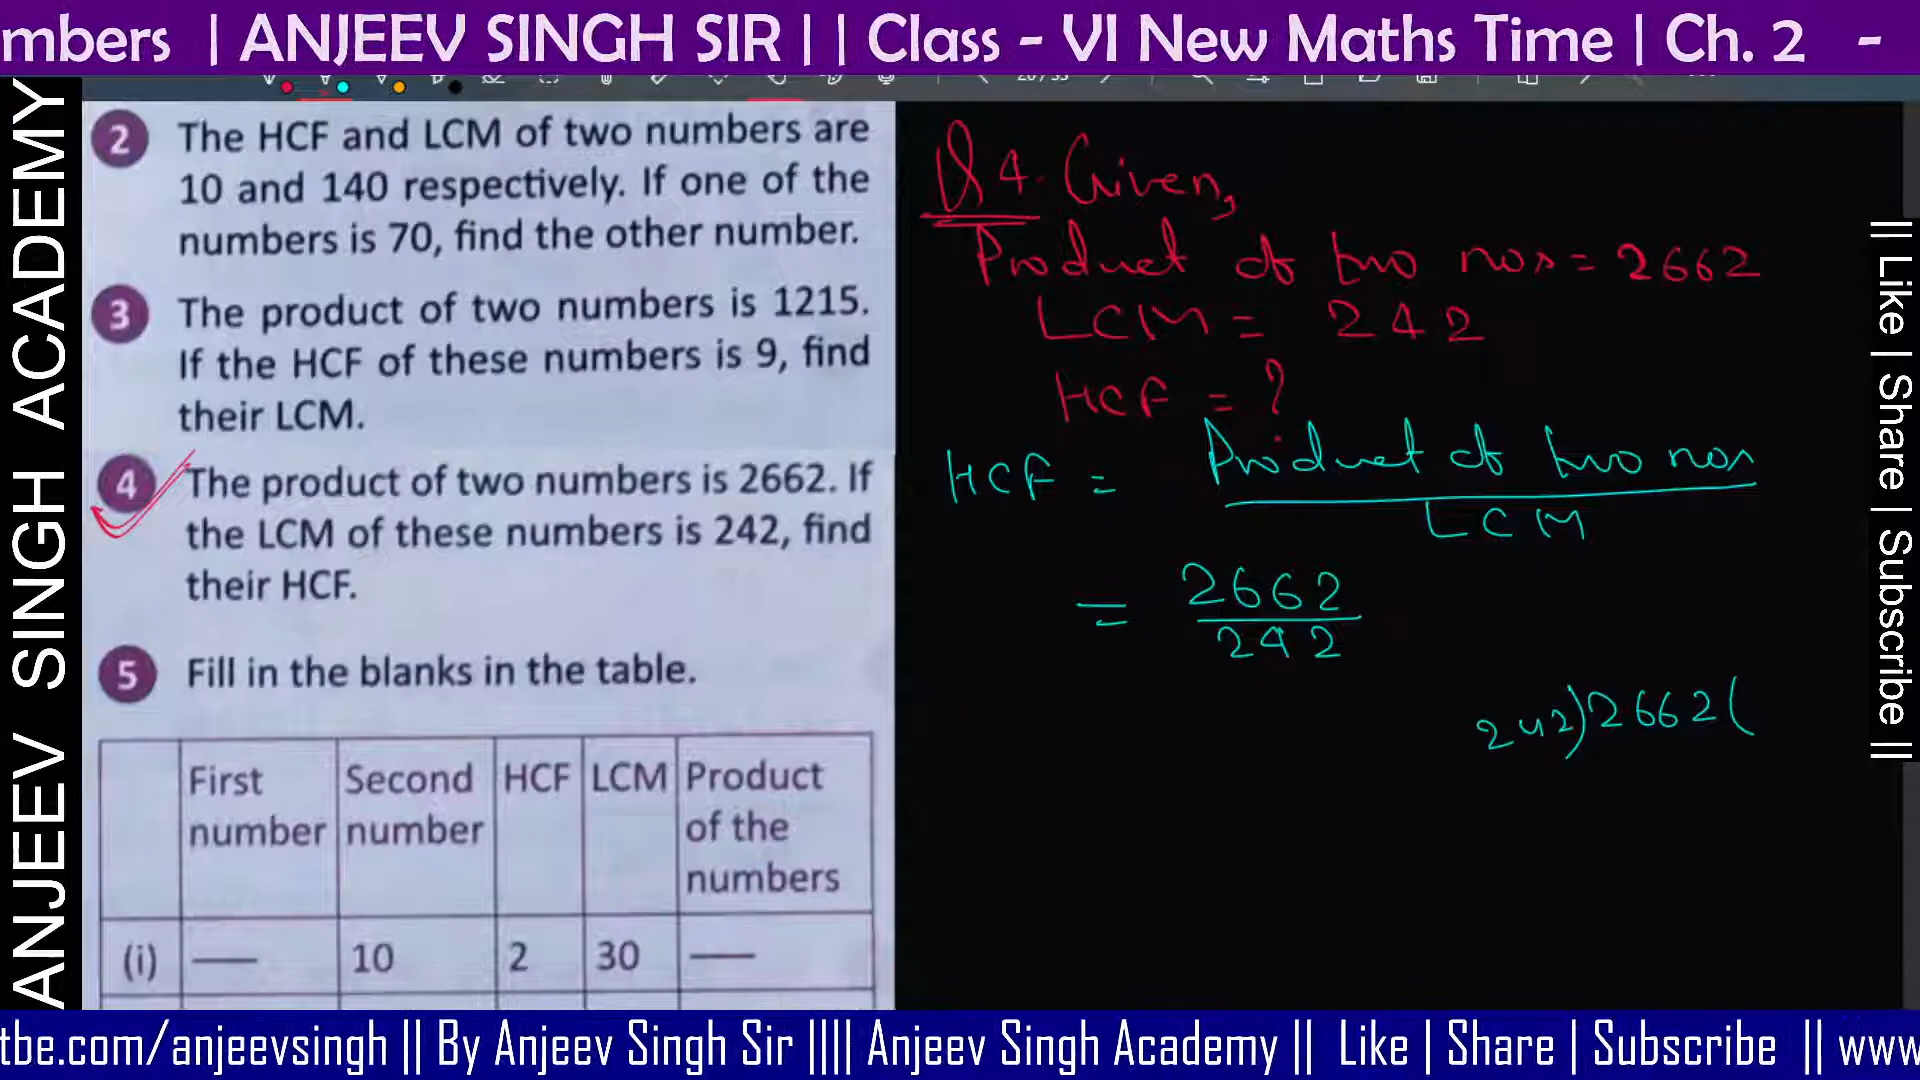 mbers | ANJEEV SINGH SIR | | Class - VI New Maths Time | Ch. 2 -
ANJEEV SINGH ACADEMY
2 The HCF and LCM of two numbers are
10 and 140 respectively. If one of the
numbers is 70, find the other number.
3 The product of two numbers is 1215.
If the HCF of these numbers is 9, find
their LCM.
4 The product of two numbers is 2662. If
the LCM of these numbers is 242, find
their HCF.
5 Fill in the blanks in the table.
First number Second number HCF LCM Product of the numbers
(i) — 10 2 30 —
Q4. Given,
Product of two nos = 2662
LCM = 242
HCF = ?
HCF = Product of two nos
LCM
= 2662
242
242)2662(
|| Like | Share | Subscribe ||
tbe.com/anjeevsingh || By Anjeev Singh Sir |||| Anjeev Singh Academy || Like | Share | Subscribe || www